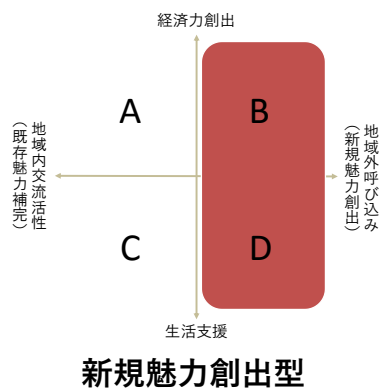 経済力創出
A
B
地域内交流活性
（既存魅力補完）
地域外呼び込み
（新規魅力創出）
C
D
生活支援
新規魅力創出型